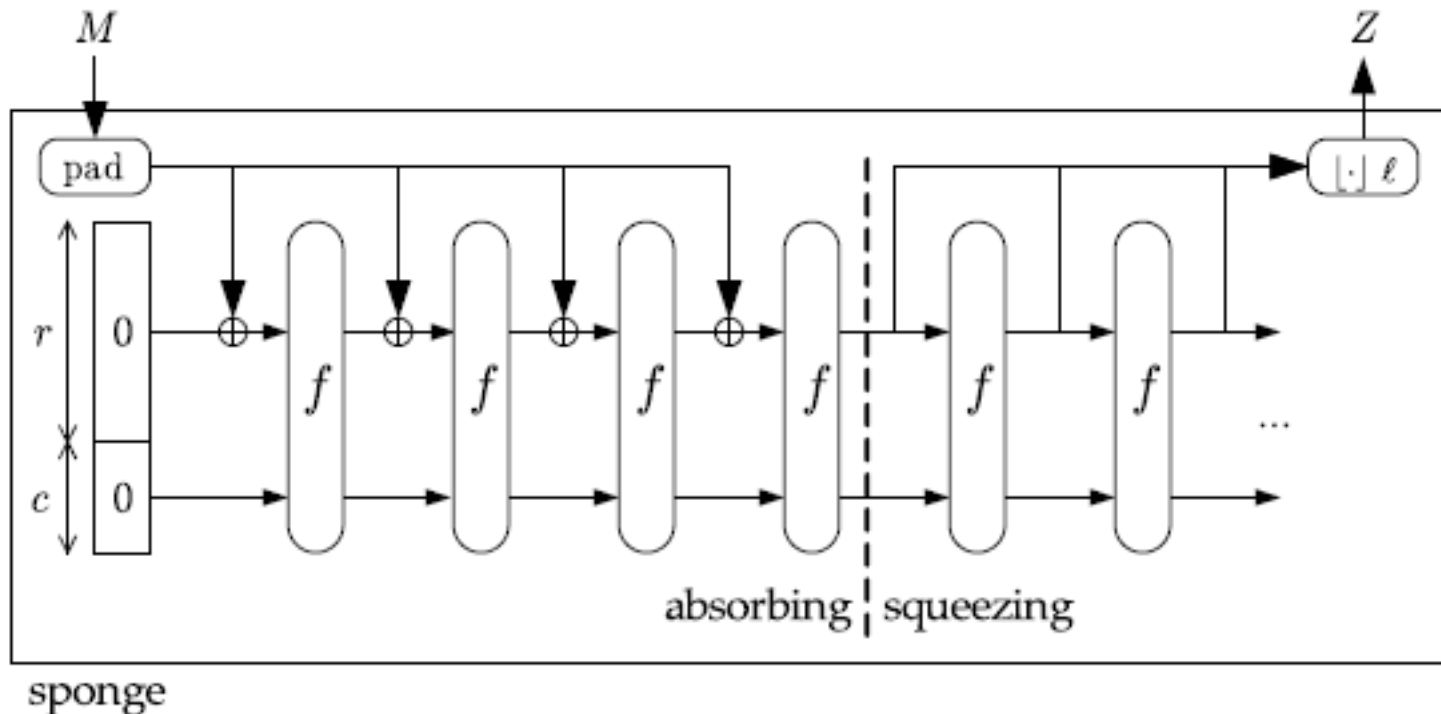 M Z
pad ⌊·⌋ ℓ
r 0 f f f f f f
...
c 0
absorbing squeezing
sponge